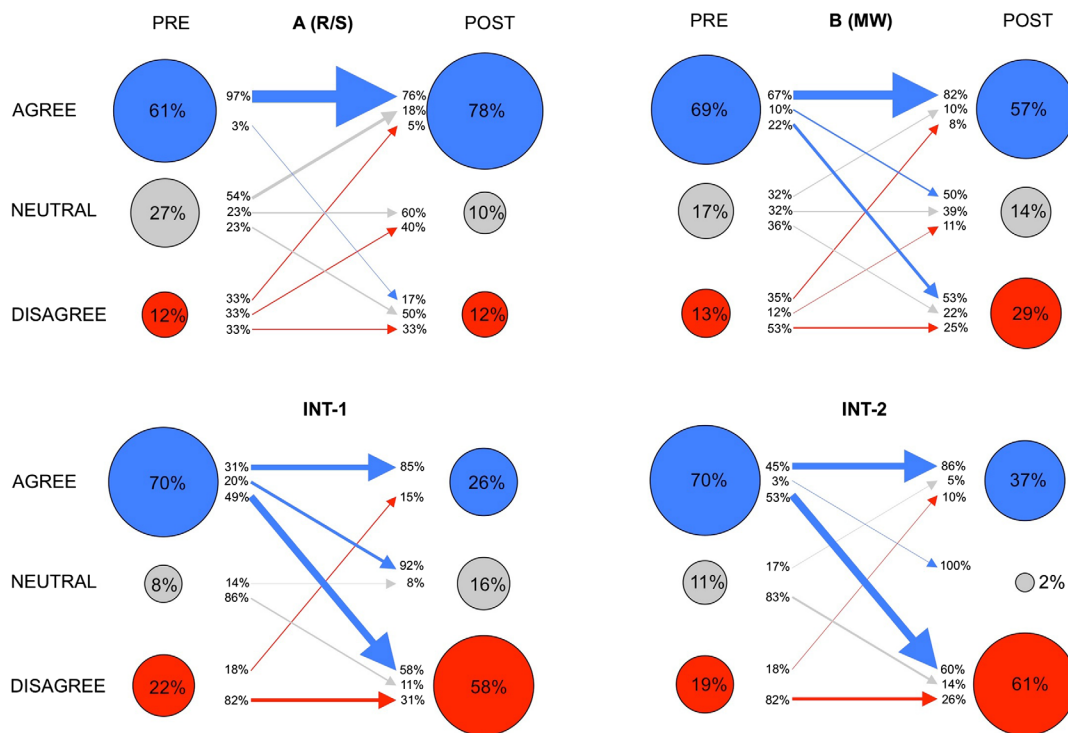 PRE A (R/S) POST PRE B (MW) POST
AGREE 61% 97% 76% 78% 69% 67% 82% 57%
18% 10% 10%
3% 5% 22% 8%
NEUTRAL 27% 54% 10% 17% 32% 50% 14%
23% 60% 32% 39%
23% 40% 36% 11%
DISAGREE 12% 33% 17% 12% 13% 35% 53% 29%
33% 50% 12% 22%
33% 33% 53% 25%
INT-1 INT-2
AGREE 70% 31% 85% 26% 70% 45% 86% 37%
20% 3% 5%
49% 15% 53% 10%
NEUTRAL 8% 14% 92% 16% 11% 17% 100% 2%
86% 8% 83%
DISAGREE 22% 18% 58% 58% 19% 18% 60% 61%
11% 14%
82% 31% 82% 26%